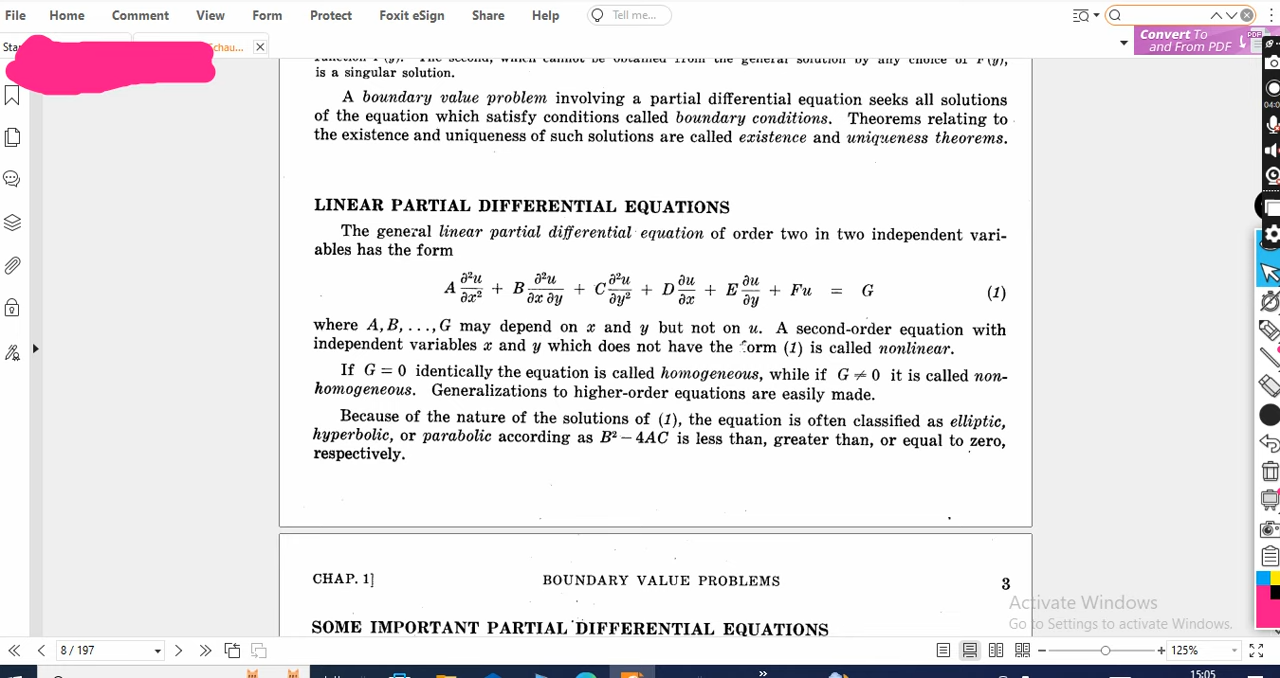 File Home Comment View Form Protect Foxit eSign Share Help Tell me...
Convert To
and From PDF
PDF
Star
Schau...
04:0
is a singular solution.
A boundary value problem involving a partial differential equation seeks all solutions
of the equation which satisfy conditions called boundary conditions. Theorems relating to
the existence and uniqueness of such solutions are called existence and uniqueness theorems.
LINEAR PARTIAL DIFFERENTIAL EQUATIONS
The general linear partial differential equation of order two in two independent vari-
ables has the form
A ∂²u/∂x² + B ∂²u/∂x ∂y + C ∂²u/∂y² + D ∂u/∂x + E ∂u/∂y + Fu = G (1)
where A, B, ..., G may depend on x and y but not on u. A second-order equation with
independent variables x and y which does not have the form (1) is called nonlinear.
If G = 0 identically the equation is called homogeneous, while if G ≠ 0 it is called non-
homogeneous. Generalizations to higher-order equations are easily made.
Because of the nature of the solutions of (1), the equation is often classified as elliptic,
hyperbolic, or parabolic according as B² − 4AC is less than, greater than, or equal to zero,
respectively.
CHAP. 1] BOUNDARY VALUE PROBLEMS 3
SOME IMPORTANT PARTIAL DIFFERENTIAL EQUATIONS
Activate Windows
Go to Settings to activate Windows.
8 / 197
125%
15:05